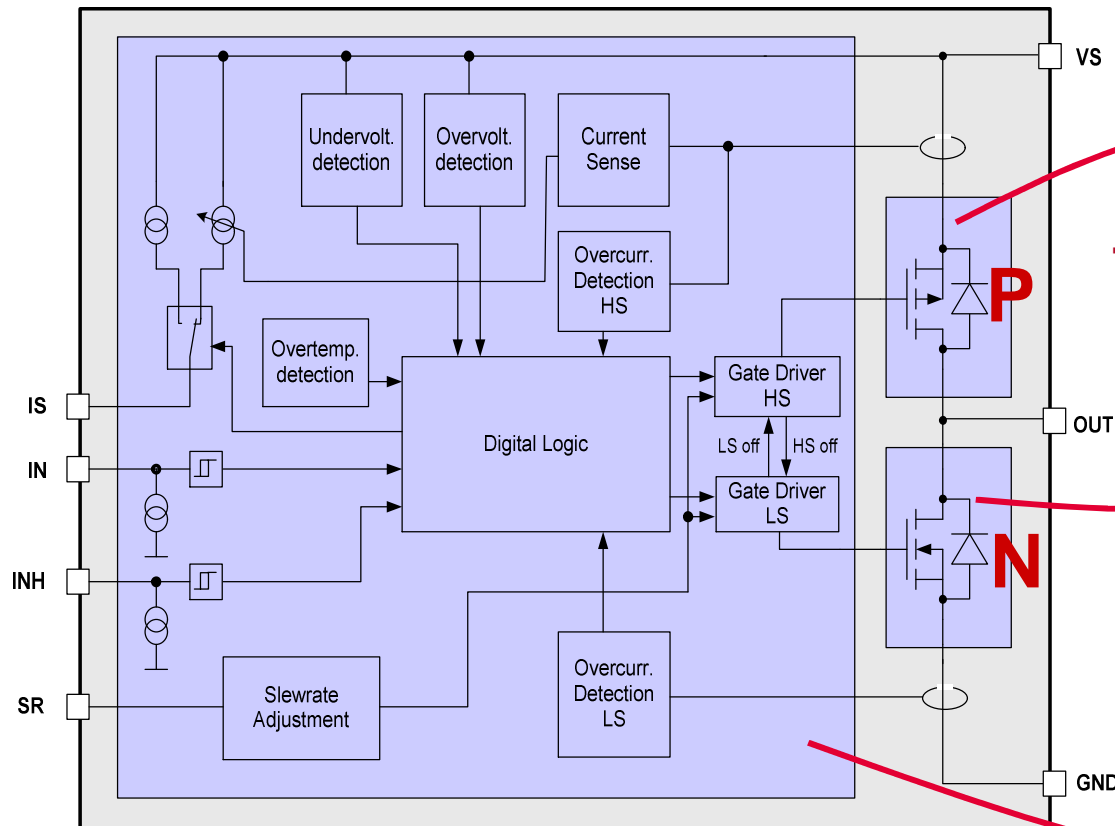 VS
Undervolt.
detection
Overvolt.
detection
Current
Sense
Overcurr.
Detection
HS
P
Overtemp.
detection
Gate Driver
HS
IS
OUT
Digital Logic
LS off
HS off
IN
Gate Driver
LS
N
INH
Overcurr.
Detection
LS
SR
Slewrate
Adjustment
GND